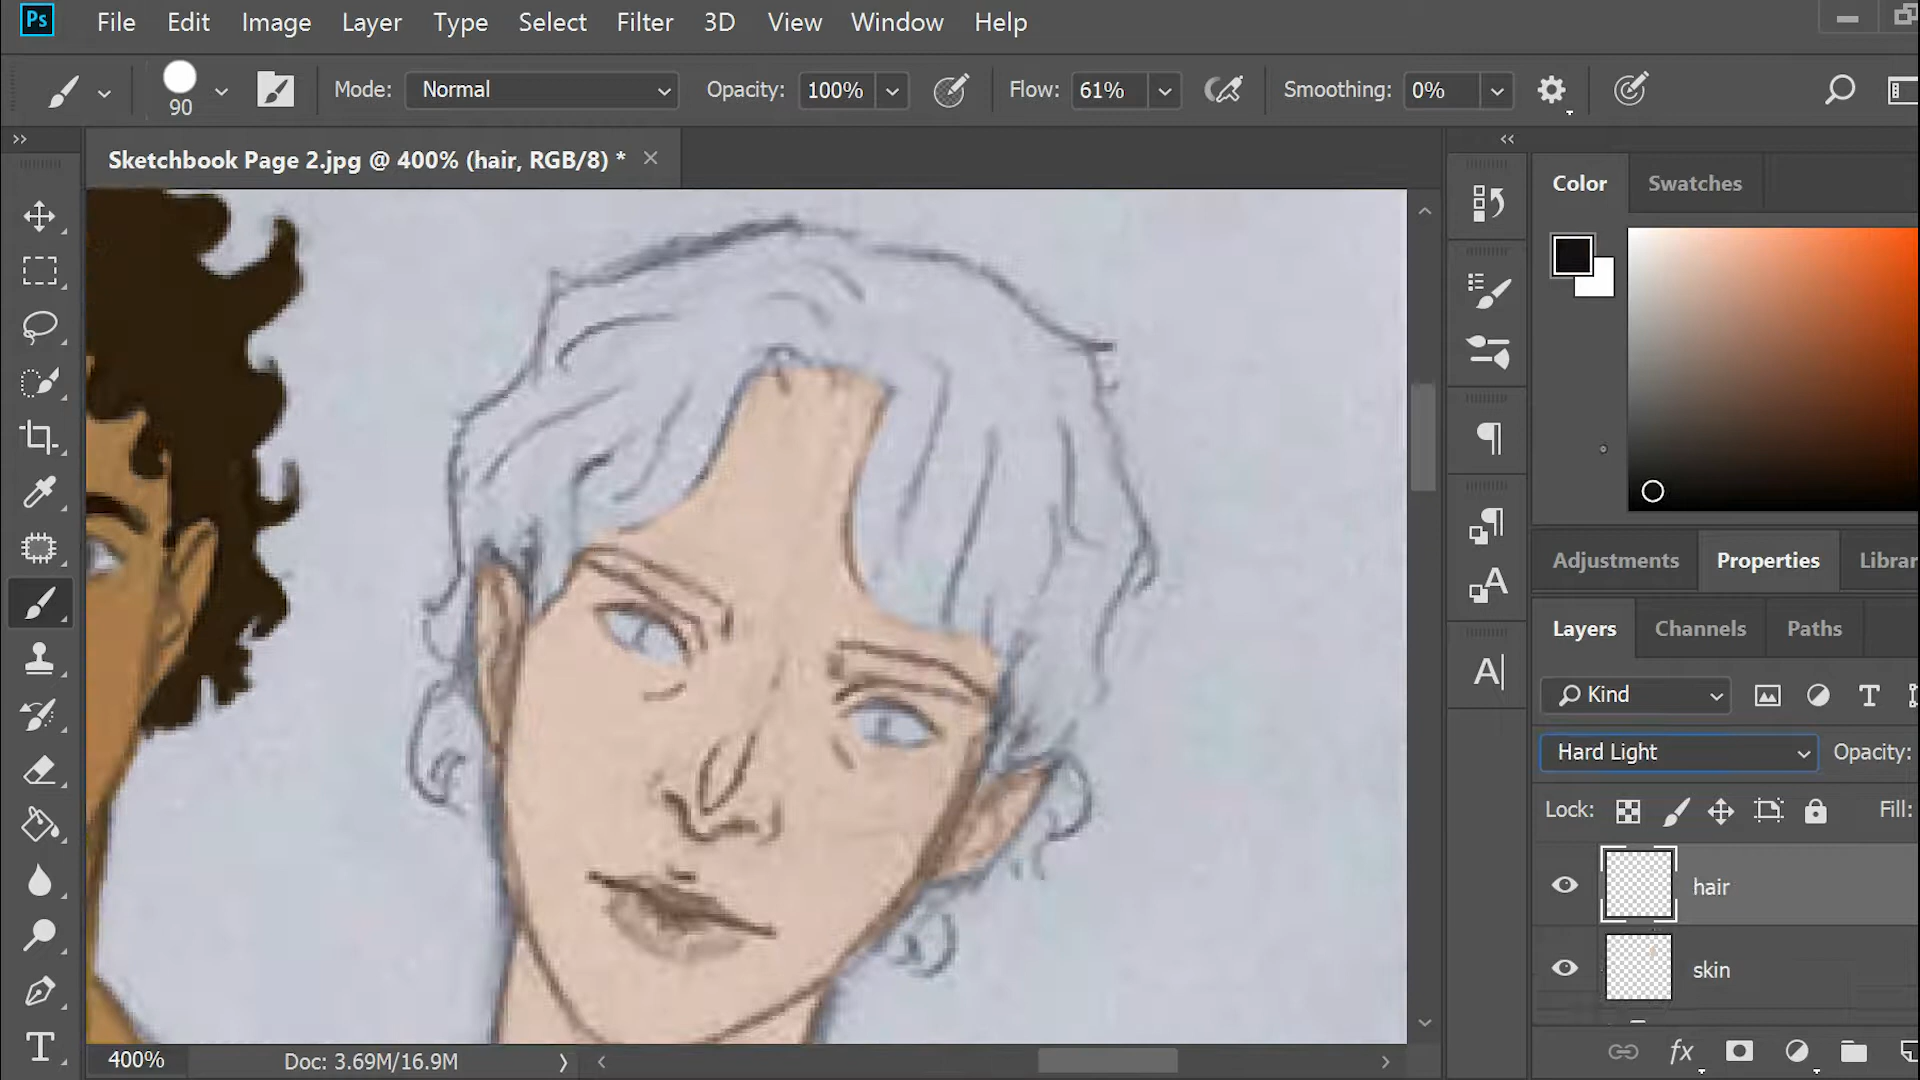 Ps File Edit Image Layer Type Select Filter 3D View Window Help
90 Mode: Normal Opacity: 100% Flow: 61% Smoothing: 0%
Sketchbook Page 2.jpg @ 400% (hair, RGB/8) *
Color Swatches
Adjustments Properties Librar
Layers Channels Paths
Kind
Hard Light Opacity:
Lock: Fill:
hair
skin
fx
400% Doc: 3.69M/16.9M